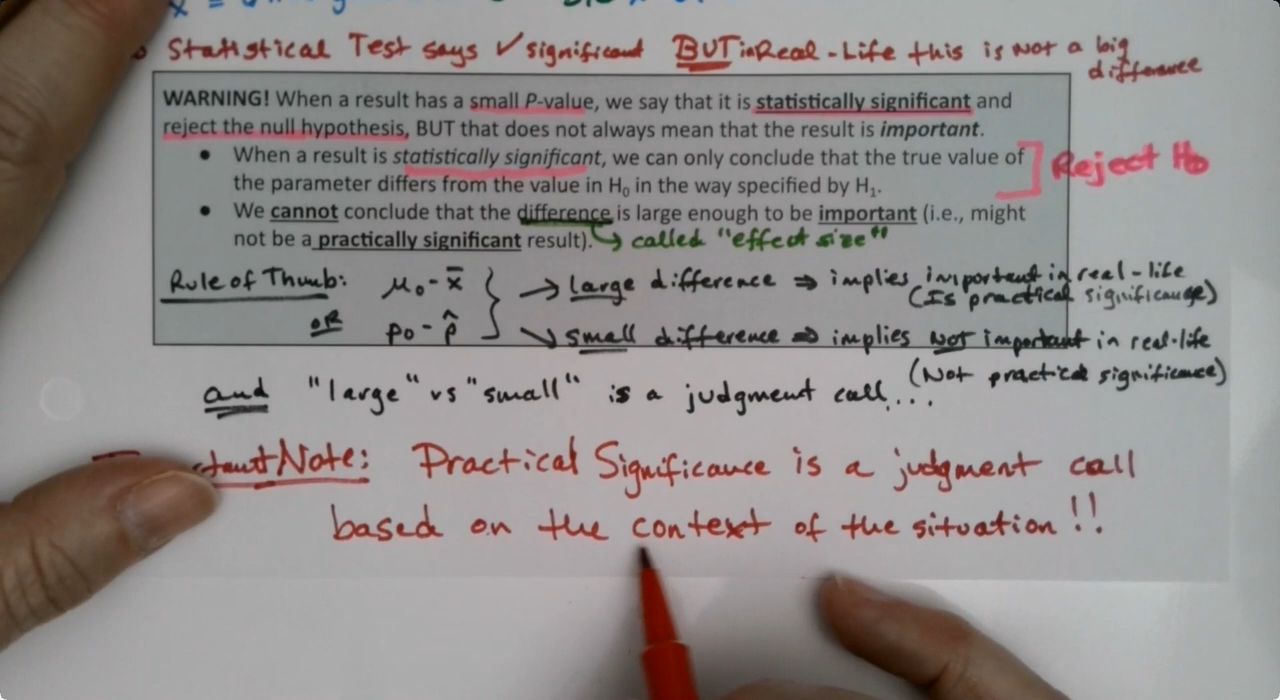 Statistical Test says ✓significant BUT in Real-Life this is not a big difference
WARNING! When a result has a small P-value, we say that it is statistically significant and
reject the null hypothesis, BUT that does not always mean that the result is important.
• When a result is statistically significant, we can only conclude that the true value of
the parameter differs from the value in H₀ in the way specified by H₁.
Reject H₀
• We cannot conclude that the difference is large enough to be important (i.e., might
not be a practically significant result).
↳ called "effect size"
Rule of Thumb: μ₀ - x̄ } → large difference ⇒ implies important in real-life
(Is practical significance)
OR p₀ - p̂ ↘ small difference ⇒ implies Not important in real-life
(Not practical significance)
and "large" vs "small" is a judgment call...
Note: Practical Significance is a judgment call
based on the context of the situation!!